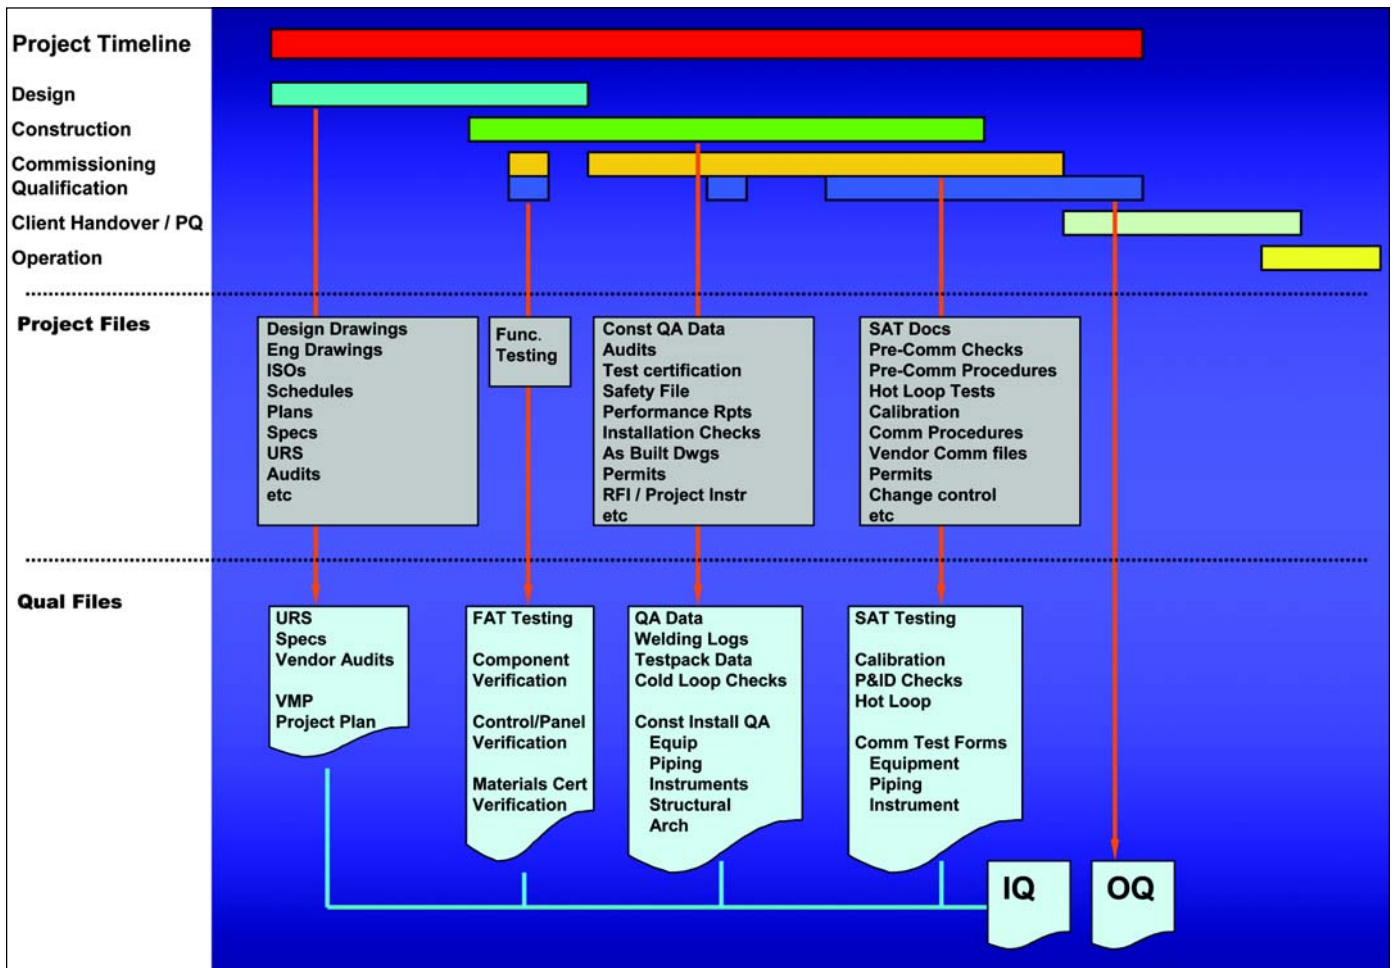 Project Timeline
Design
Construction
Commissioning
Qualification
Client Handover / PQ
Operation
Project Files
Design Drawings
Eng Drawings
ISOs
Schedules
Plans
Specs
URS
Audits
etc
Func.
Testing
Const QA Data
Audits
Test certification
Safety File
Performance Rpts
Installation Checks
As Built Dwgs
Permits
RFI / Project Instr
etc
SAT Docs
Pre-Comm Checks
Pre-Comm Procedures
Hot Loop Tests
Calibration
Comm Procedures
Vendor Comm files
Permits
Change control
etc
Qual Files
URS
Specs
Vendor Audits
VMP
Project Plan
FAT Testing
Component
Verification
Control/Panel
Verification
Materials Cert
Verification
QA Data
Welding Logs
Testpack Data
Cold Loop Checks
Const Install QA
Equip
Piping
Instruments
Structural
Arch
SAT Testing
Calibration
P&ID Checks
Hot Loop
Comm Test Forms
Equipment
Piping
Instrument
IQ
OQ